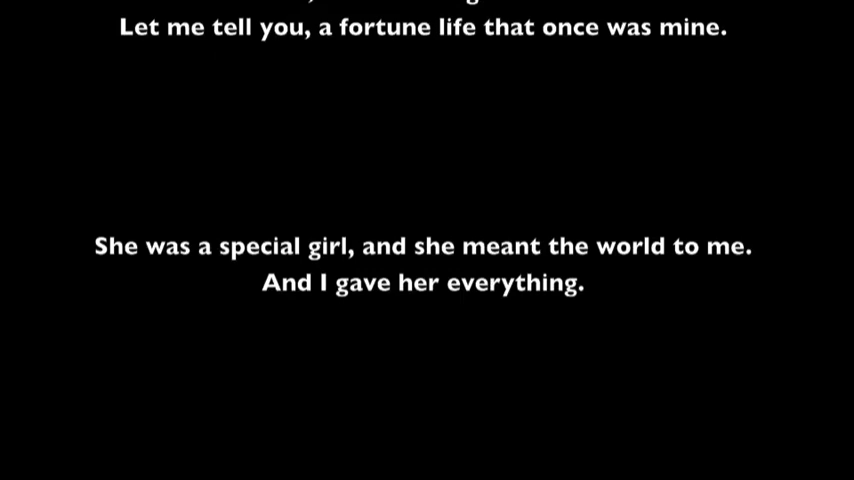 Let me tell you, a fortune life that once was mine.
She was a special girl, and she meant the world to me.
And I gave her everything.